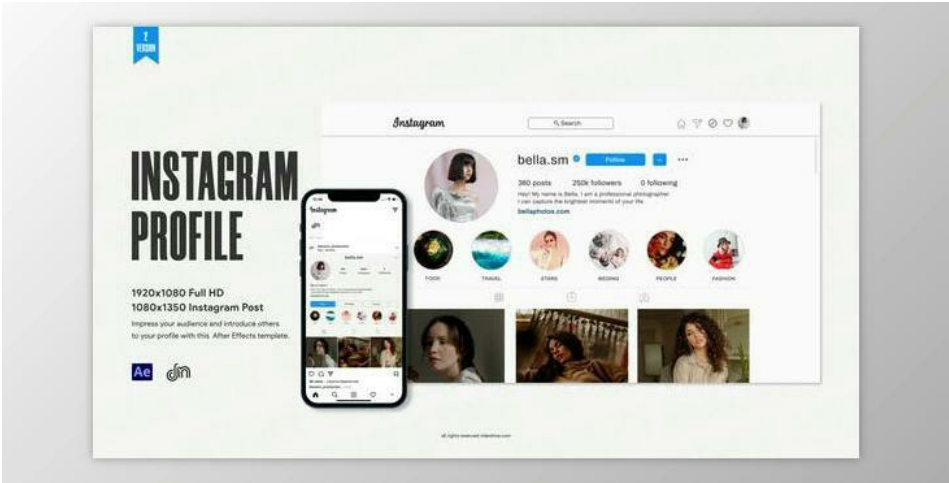 2
VERSION
INSTAGRAM
PROFILE
1920x1080 Full HD
1080x1350 Instagram Post
Impress your audience and introduce others
to your profile with this After Effects template.
Ae
Instagram
Search
bella.sm
Follow
360 posts 250k followers 0 following
Hey! My name is Bella. I am a professional photographer
I can capture the brightest moments of your life.
bellaphotos.com
FOOD TRAVEL STARS WEDING PEOPLE FASHION
Instagram
bella.sm